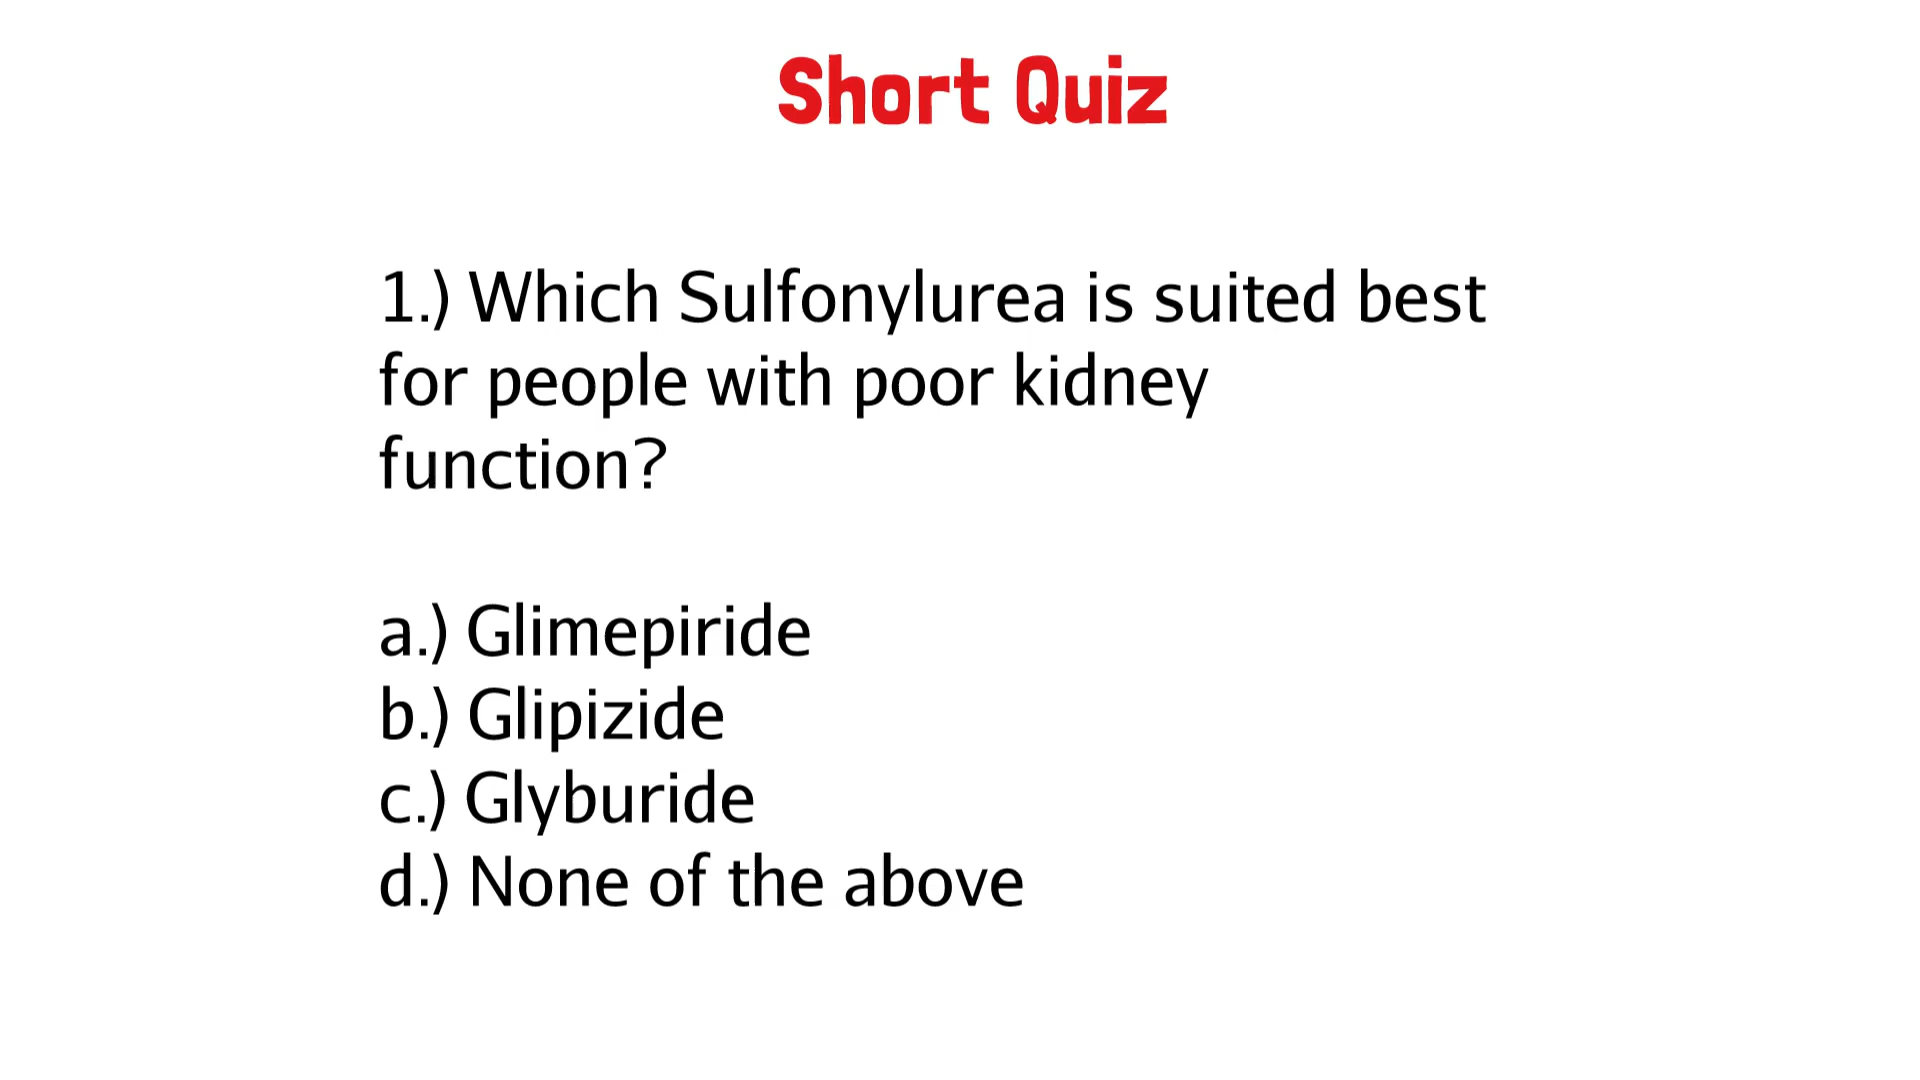 Short Quiz
1.) Which Sulfonylurea is suited best
for people with poor kidney
function?
a.) Glimepiride
b.) Glipizide
c.) Glyburide
d.) None of the above